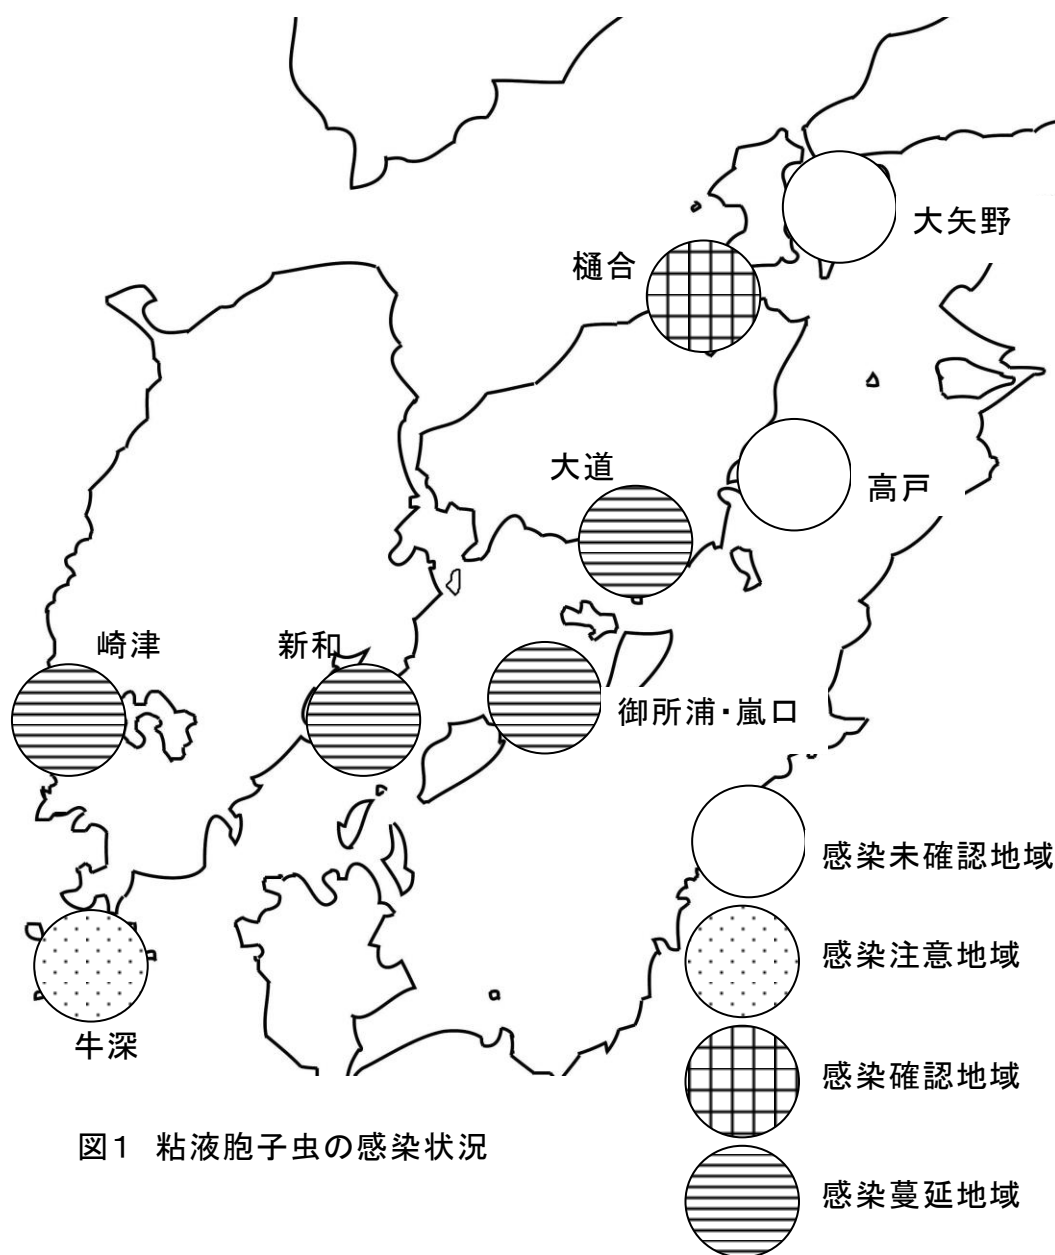 大矢野
樋合
大道
高戸
崎津
新和
御所浦・嵐口
牛深
感染未確認地域
感染注意地域
感染確認地域
感染蔓延地域
図1 粘液胞子虫の感染状況